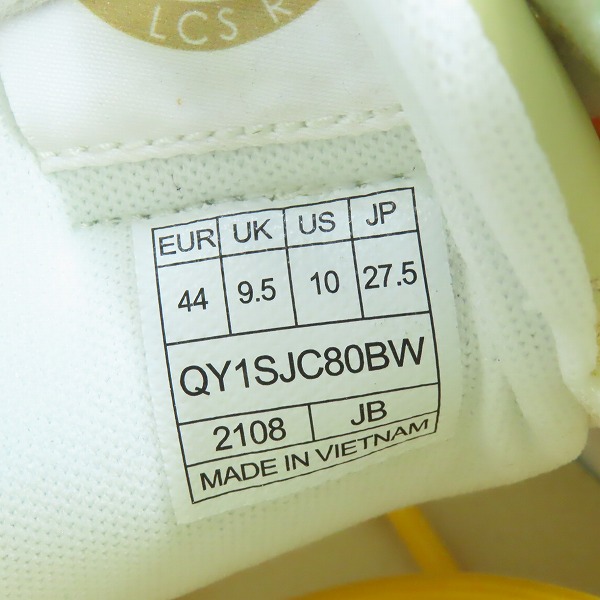 LCS R
EUR UK US JP
44 9.5 10 27.5
QY1SJC80BW
2108 JB
MADE IN VIETNAM